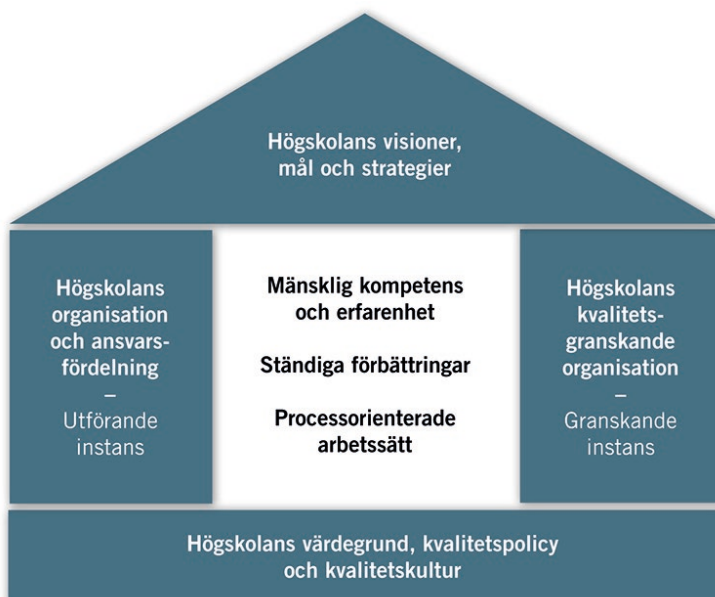 Högskolans visioner,
mål och strategier
Högskolans
organisation
och ansvars-
fördelning
–
Utförande
instans
Mänsklig kompetens
och erfarenhet
Ständiga förbättringar
Processorienterade
arbetssätt
Högskolans
kvalitets-
granskande
organisation
–
Granskande
instans
Högskolans värdegrund, kvalitetspolicy
och kvalitetskultur